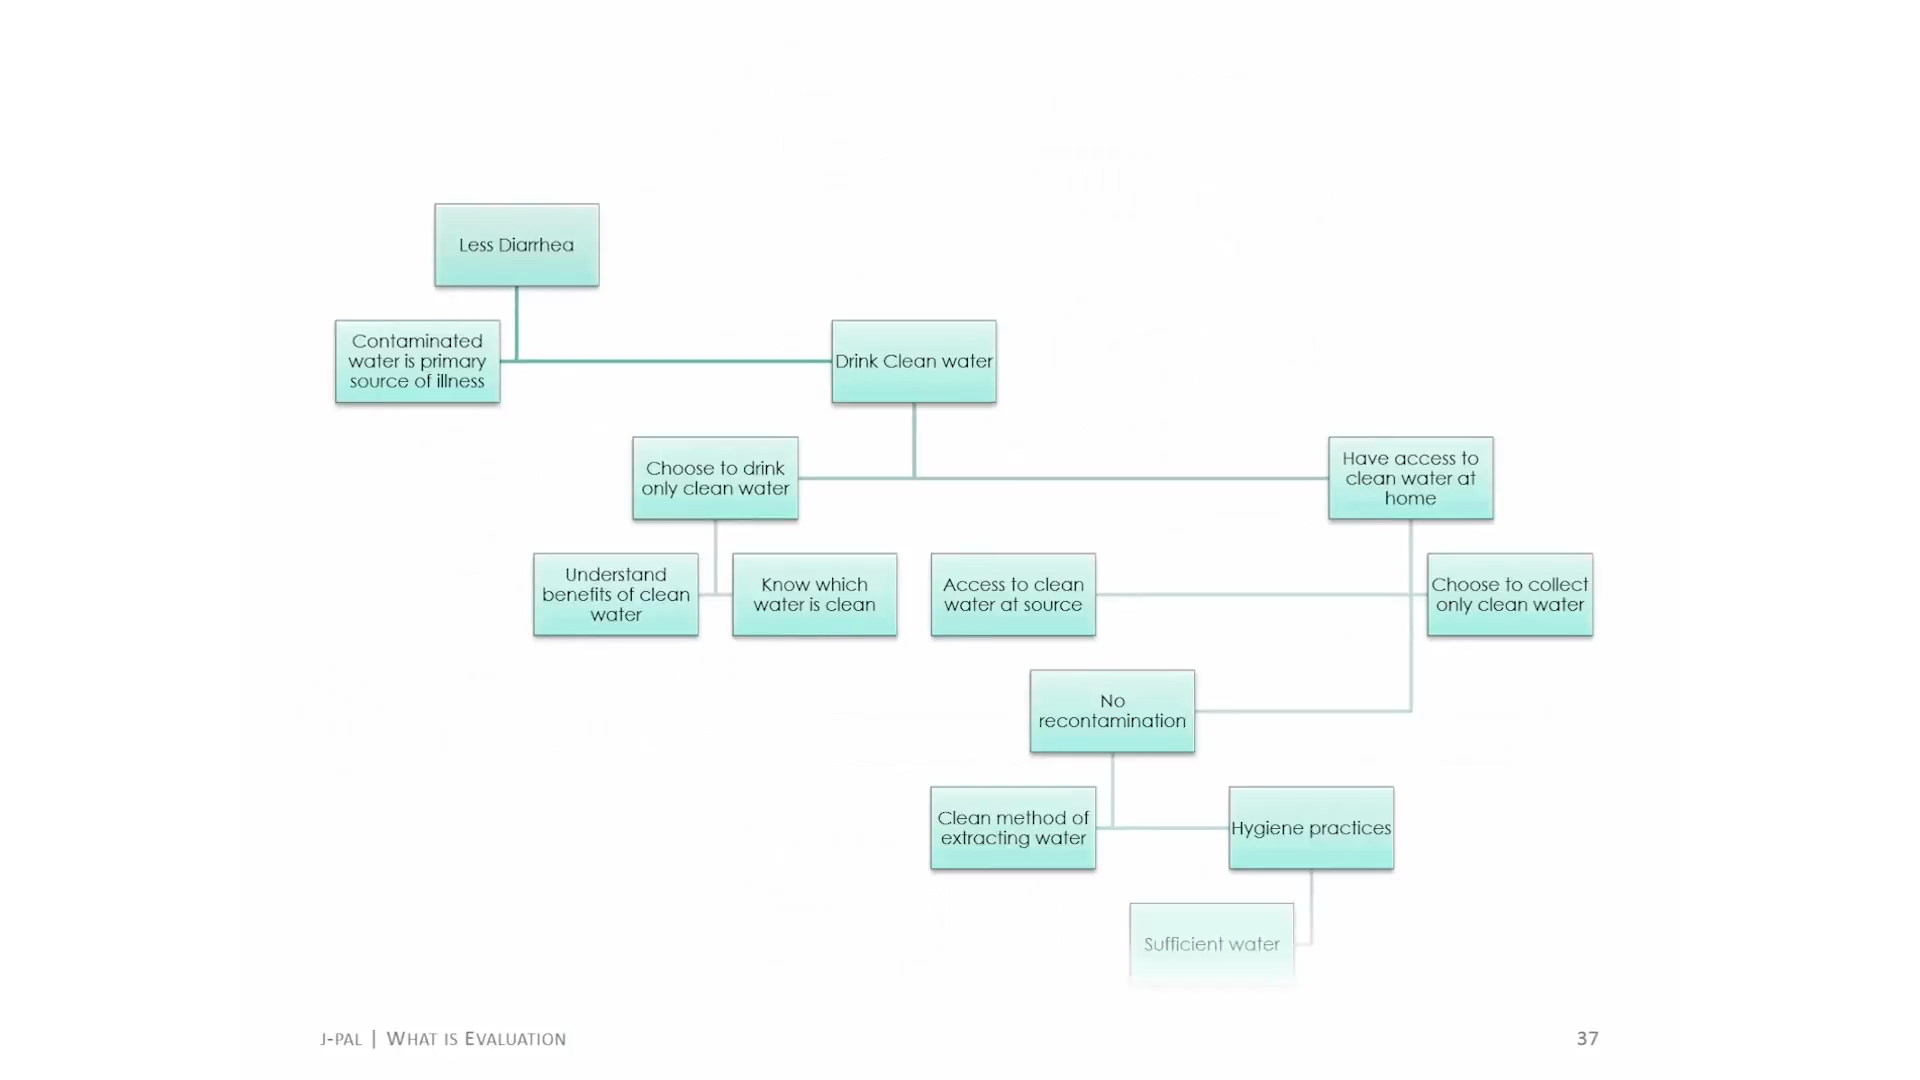 Less Diarrhea
Contaminated
water is primary
source of illness
Drink Clean water
Choose to drink
only clean water
Have access to
clean water at
home
Understand
benefits of clean
water
Know which
water is clean
Access to clean
water at source
Choose to collect
only clean water
No
recontamination
Clean method of
extracting water
Hygiene practices
Sufficient water
J-PAL | WHAT IS EVALUATION
37